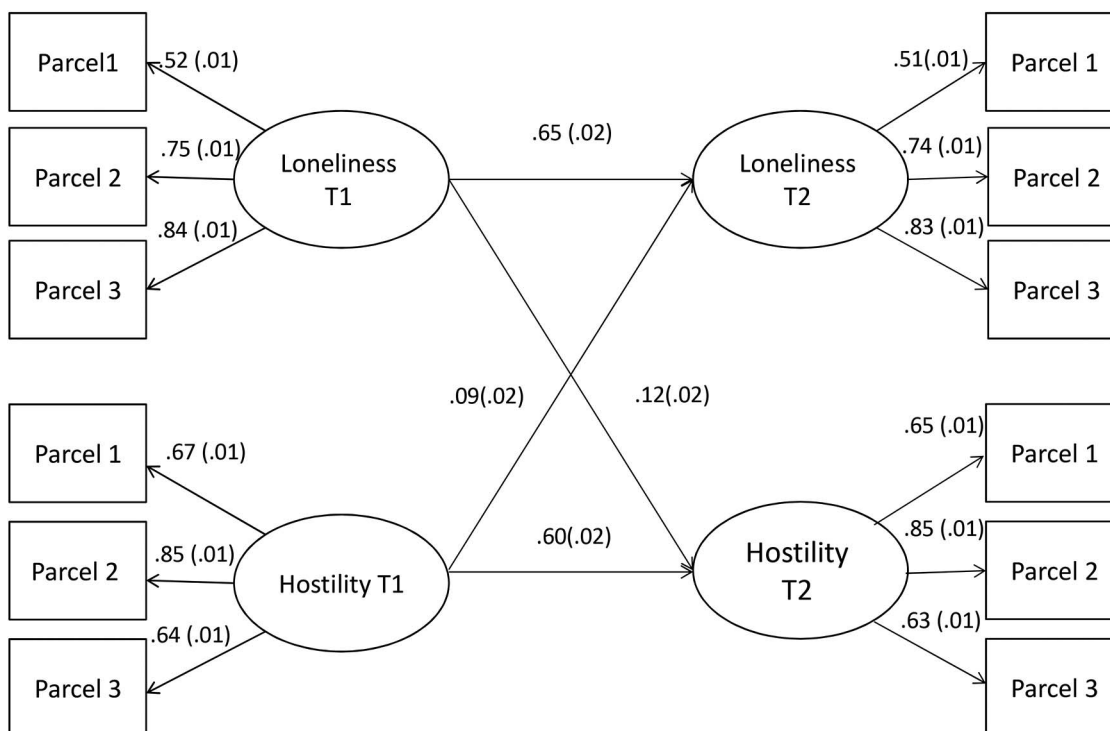 Parcel1
.52 (.01)
Parcel 2
.75 (.01)
Parcel 3
.84 (.01)
Loneliness
T1
.65 (.02)
Loneliness
T2
.51(.01)
Parcel 1
.74 (.01)
Parcel 2
.83 (.01)
Parcel 3
.09(.02)
.12(.02)
Parcel 1
.67 (.01)
Parcel 2
.85 (.01)
Parcel 3
.64 (.01)
Hostility T1
.60(.02)
Hostility
T2
.65 (.01)
Parcel 1
.85 (.01)
Parcel 2
.63 (.01)
Parcel 3